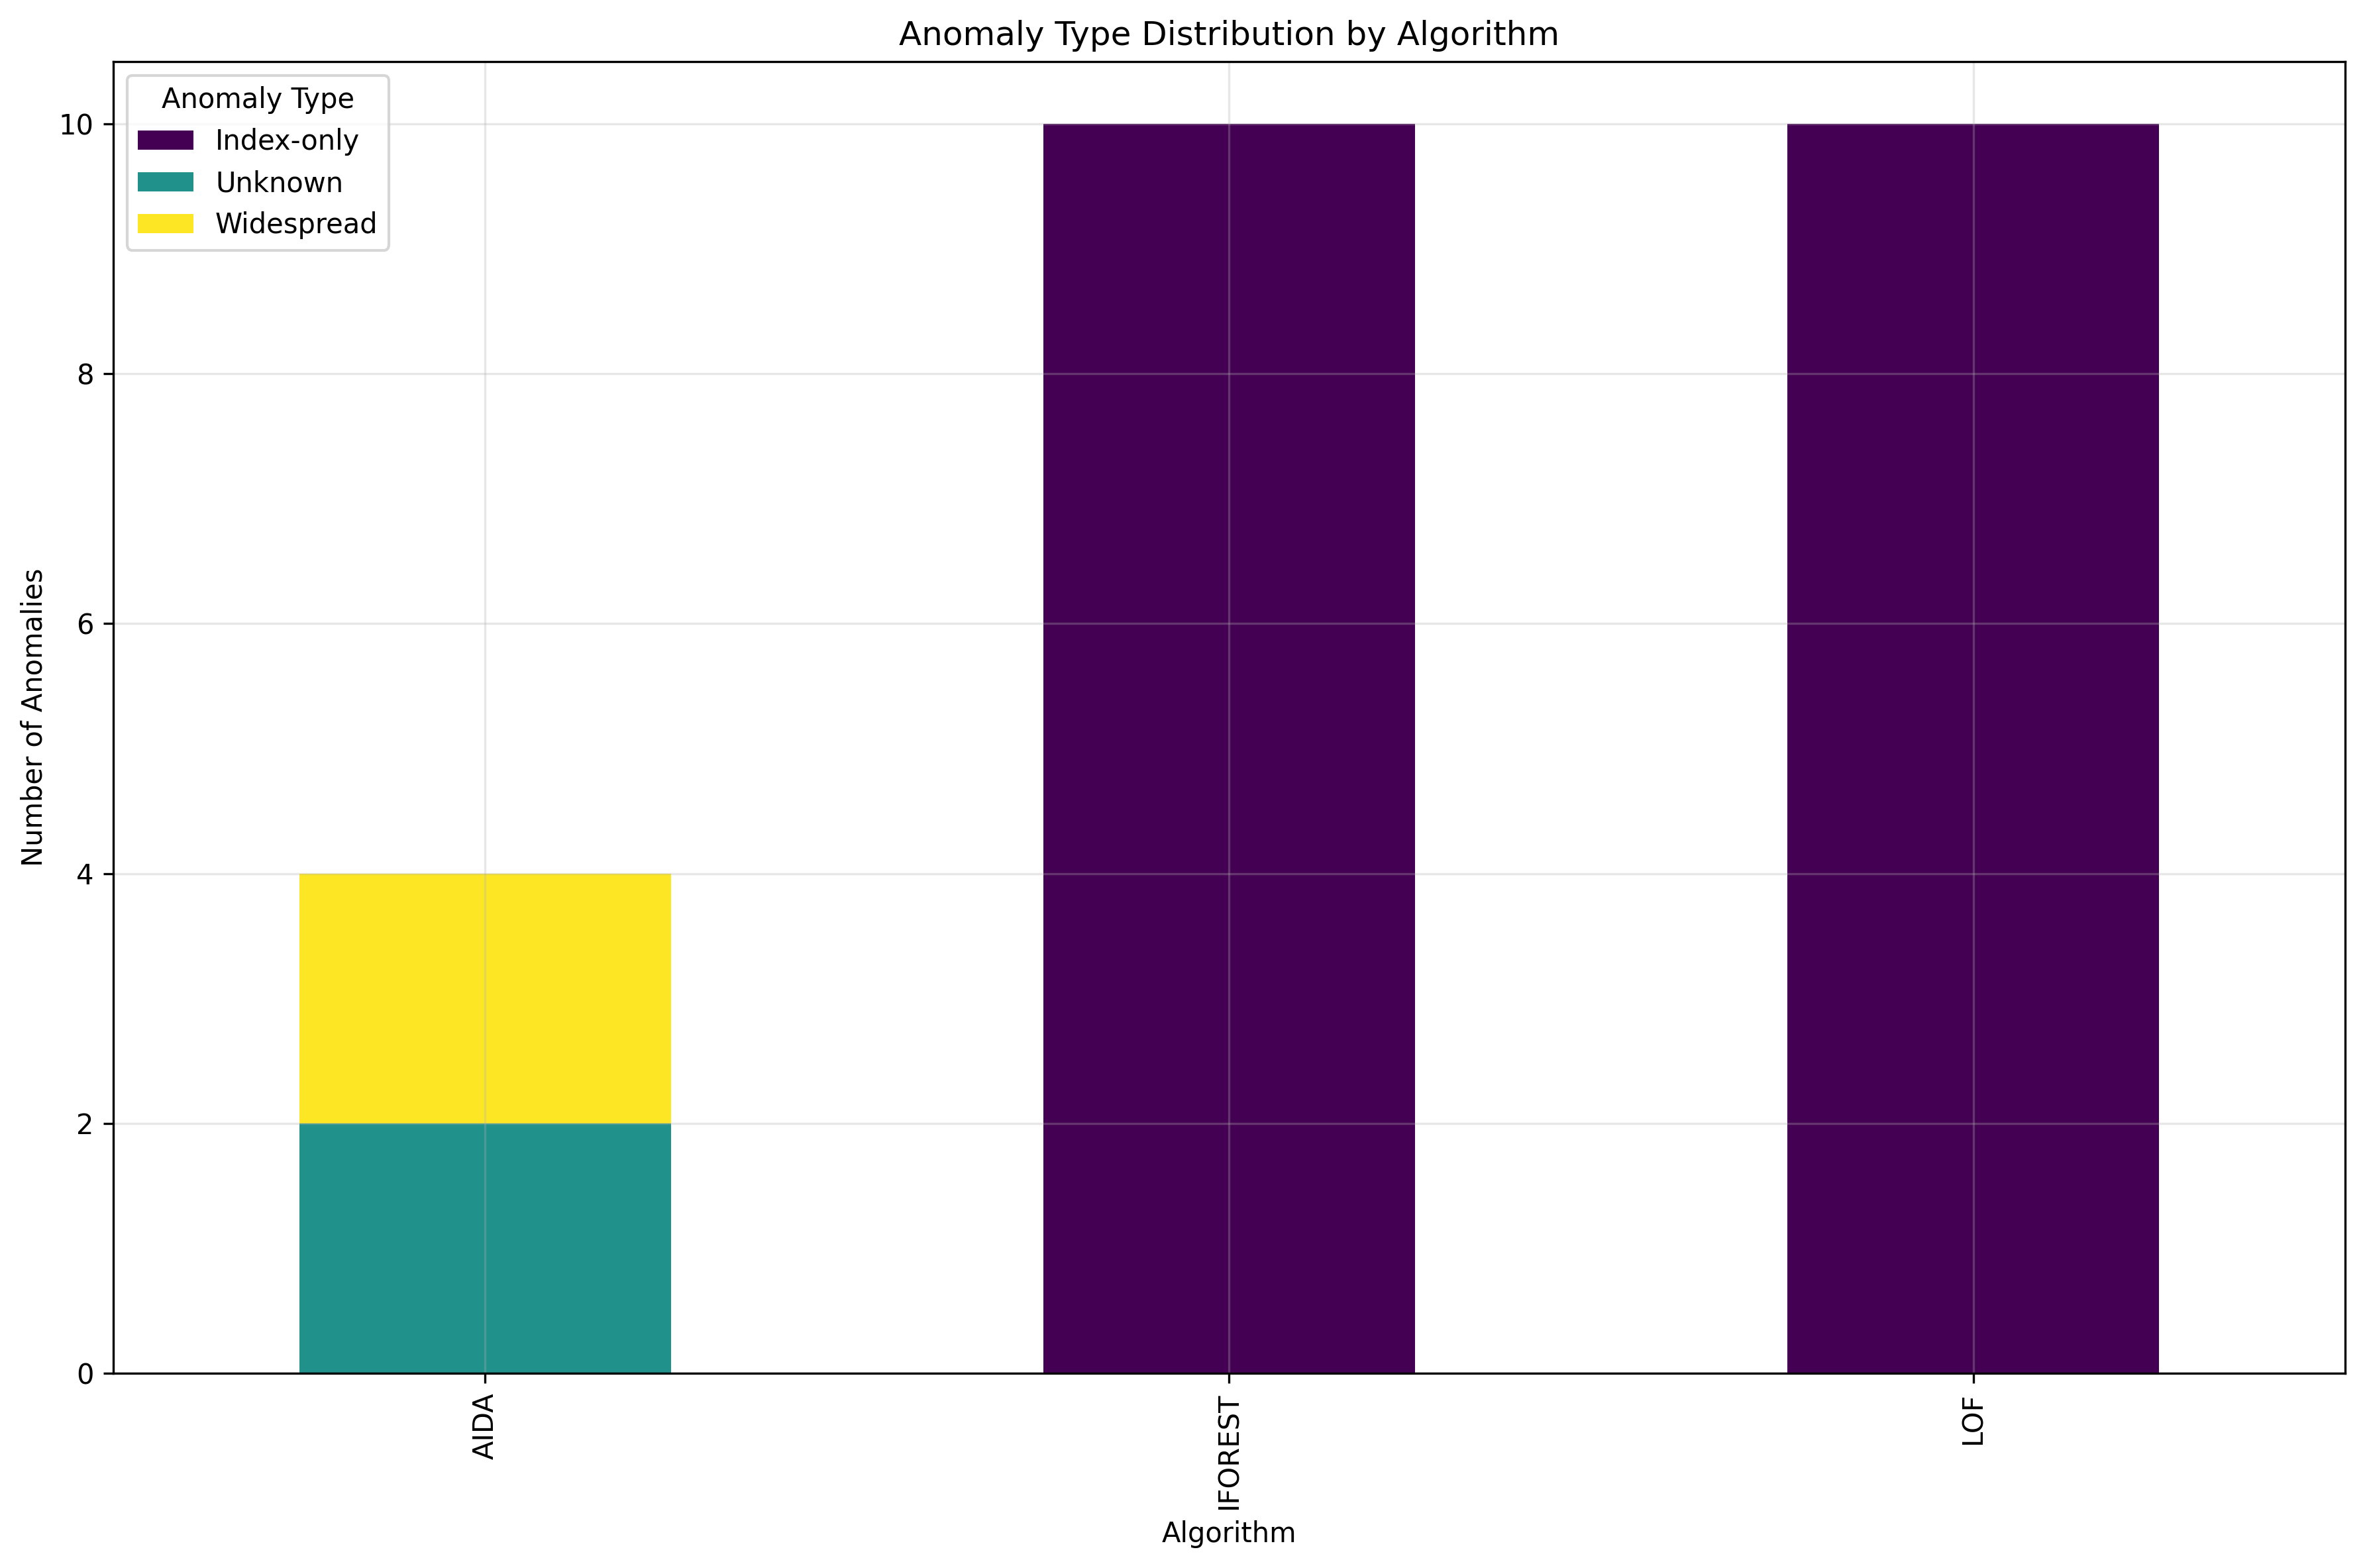 Anomaly Type Distribution by Algorithm
Anomaly Type
Index-only
Unknown
Widespread
Number of Anomalies
10
8
6
4
2
0
AIDA
IFOREST
LOF
Algorithm